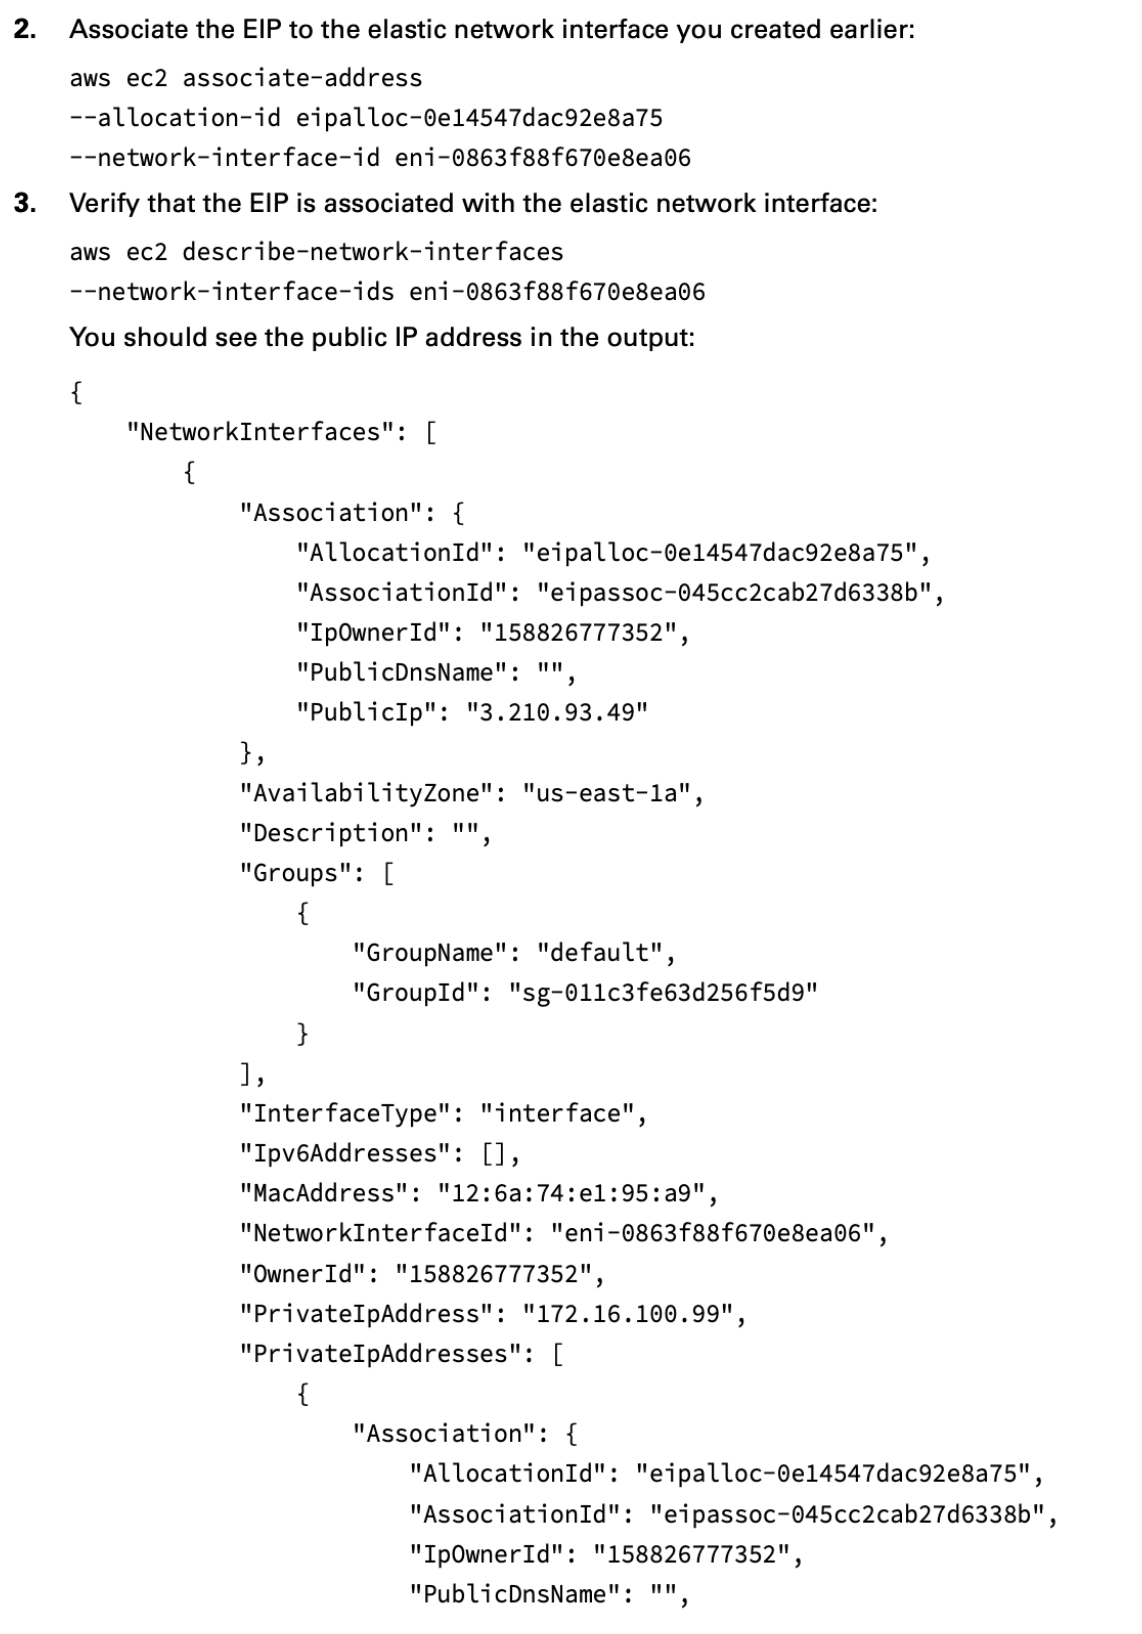 2. Associate the EIP to the elastic network interface you created earlier:
aws ec2 associate-address
--allocation-id eipalloc-0e14547dac92e8a75
--network-interface-id eni-0863f88f670e8ea06
3. Verify that the EIP is associated with the elastic network interface:
aws ec2 describe-network-interfaces
--network-interface-ids eni-0863f88f670e8ea06
You should see the public IP address in the output:
{
    "NetworkInterfaces": [
        {
            "Association": {
                "AllocationId": "eipalloc-0e14547dac92e8a75",
                "AssociationId": "eipassoc-045cc2cab27d6338b",
                "IpOwnerId": "158826777352",
                "PublicDnsName": "",
                "PublicIp": "3.210.93.49"
            },
            "AvailabilityZone": "us-east-1a",
            "Description": "",
            "Groups": [
                {
                    "GroupName": "default",
                    "GroupId": "sg-011c3fe63d256f5d9"
                }
            ],
            "InterfaceType": "interface",
            "Ipv6Addresses": [],
            "MacAddress": "12:6a:74:e1:95:a9",
            "NetworkInterfaceId": "eni-0863f88f670e8ea06",
            "OwnerId": "158826777352",
            "PrivateIpAddress": "172.16.100.99",
            "PrivateIpAddresses": [
                {
                    "Association": {
                        "AllocationId": "eipalloc-0e14547dac92e8a75",
                        "AssociationId": "eipassoc-045cc2cab27d6338b",
                        "IpOwnerId": "158826777352",
                        "PublicDnsName": "",